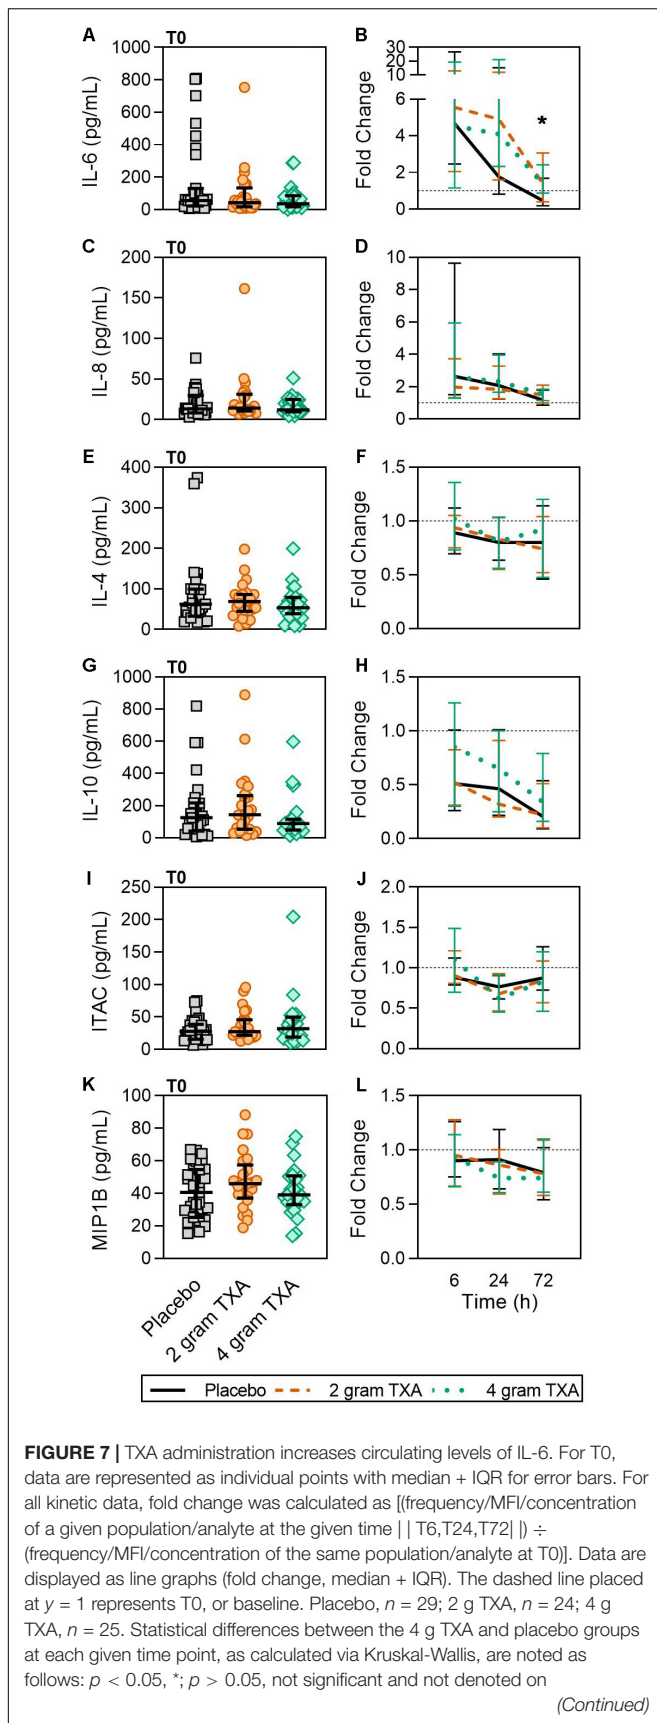 A T0 B
1000
800
600
400
200
0
IL-6 (pg/mL)
30
20
10
6
4
2
0
Fold Change
*
C T0 D
200
150
100
50
0
IL-8 (pg/mL)
10
8
6
4
2
0
Fold Change
E T0 F
400
300
200
100
0
IL-4 (pg/mL)
1.5
1.0
0.5
0.0
Fold Change
G T0 H
1000
800
600
400
200
0
IL-10 (pg/mL)
1.5
1.0
0.5
0.0
Fold Change
I T0 J
250
200
150
100
50
0
ITAC (pg/mL)
2.0
1.5
1.0
0.5
0.0
Fold Change
K T0 L
100
80
60
40
20
0
MIP1B (pg/mL)
1.5
1.0
0.5
0.0
Fold Change
Placebo
2 gram TXA
4 gram TXA
6 24 72
Time (h)
Placebo 2 gram TXA 4 gram TXA
FIGURE 7 | TXA administration increases circulating levels of IL-6. For T0,
data are represented as individual points with median + IQR for error bars. For
all kinetic data, fold change was calculated as [(frequency/MFI/concentration
of a given population/analyte at the given time | | T6,T24,T72| |) ÷
(frequency/MFI/concentration of the same population/analyte at T0)]. Data are
displayed as line graphs (fold change, median + IQR). The dashed line placed
at y = 1 represents T0, or baseline. Placebo, n = 29; 2 g TXA, n = 24; 4 g
TXA, n = 25. Statistical differences between the 4 g TXA and placebo groups
at each given time point, as calculated via Kruskal-Wallis, are noted as
follows: p < 0.05, *; p > 0.05, not significant and not denoted on
(Continued)